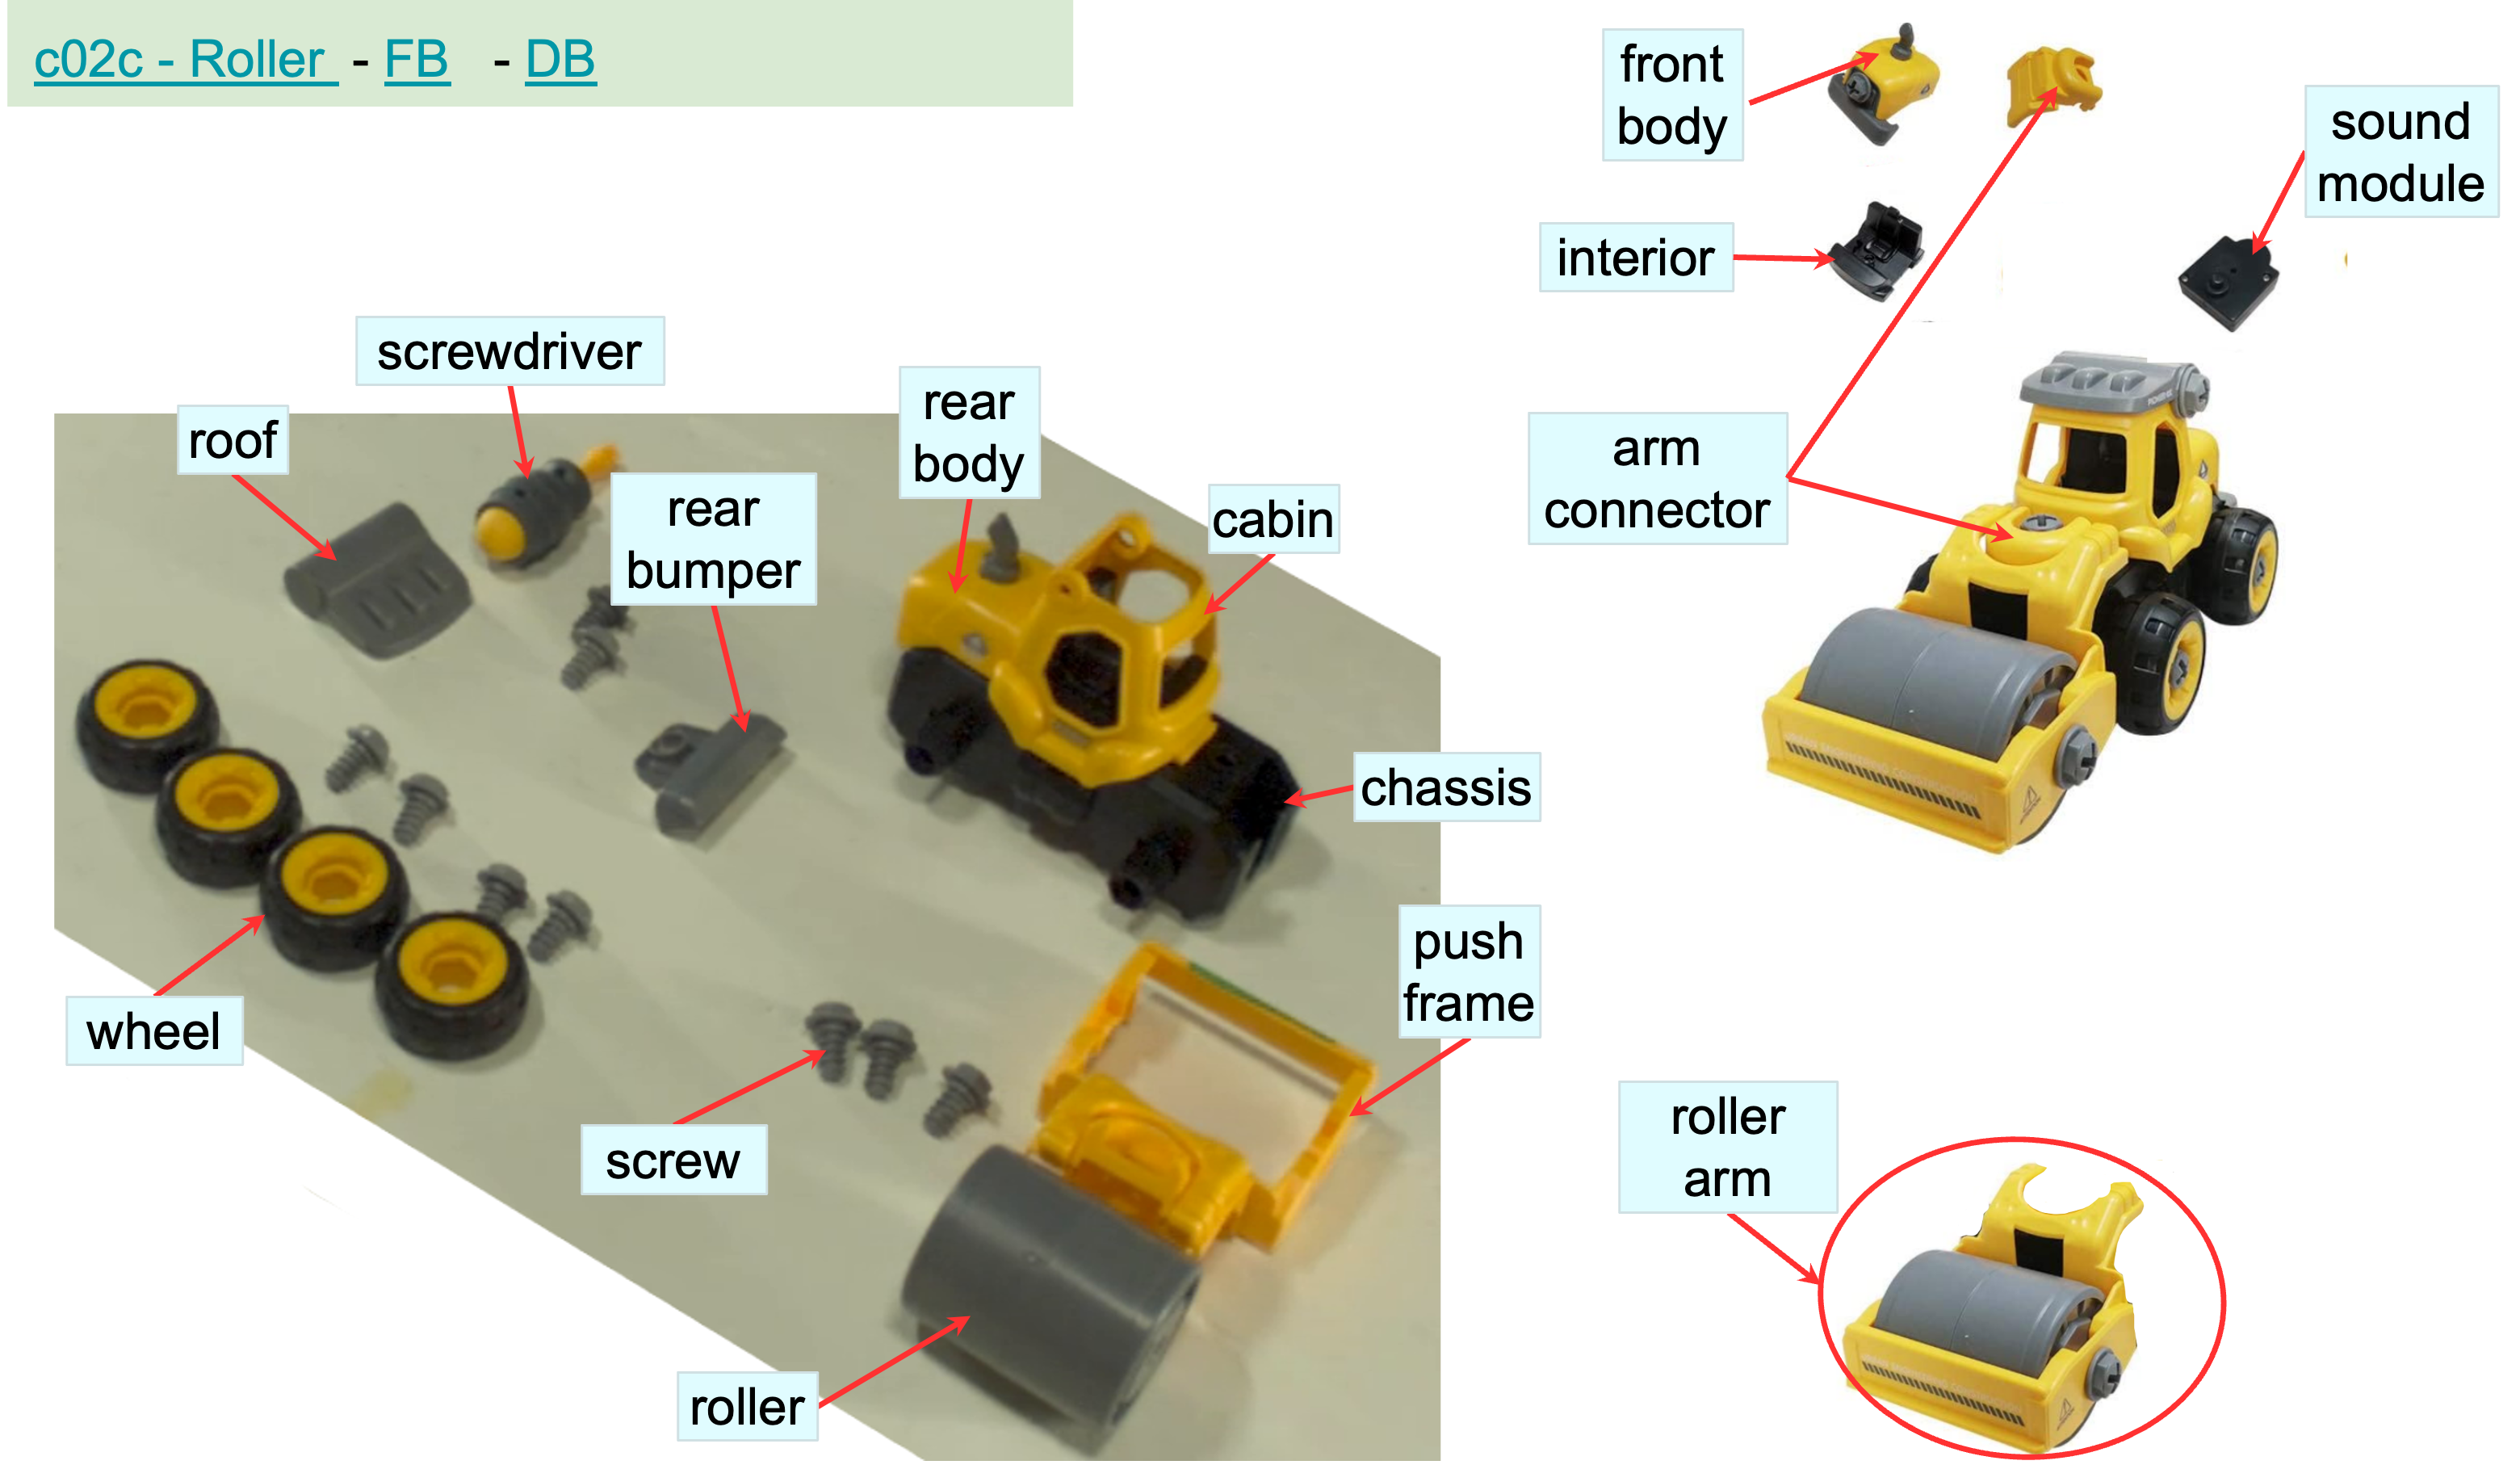 c02c - Roller - FB - DB
front
body
sound
module
interior
screwdriver
roof
rear
body
rear
bumper
cabin
arm
connector
chassis
push
frame
wheel
screw
roller
arm
roller